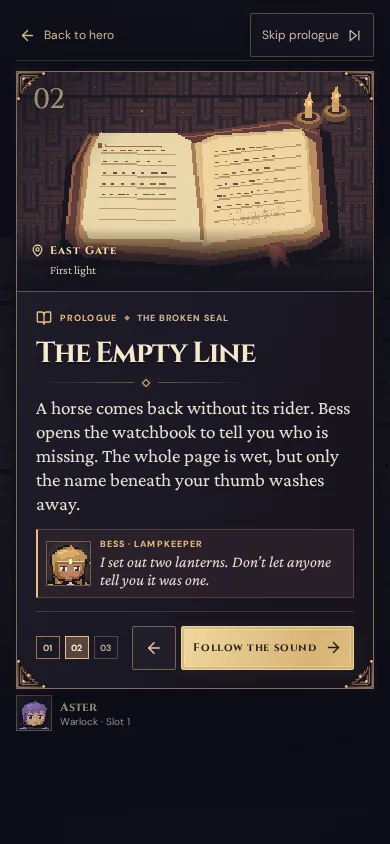 Back to hero
Skip prologue
02
East Gate
First light
PROLOGUE ◆ THE BROKEN SEAL
The Empty Line
A horse comes back without its rider. Bess
opens the watchbook to tell you who is
missing. The whole page is wet, but only
the name beneath your thumb washes
away.
BESS · LAMPKEEPER
I set out two lanterns. Don't let anyone
tell you it was one.
01 02 03
Follow the sound
Aster
Warlock · Slot 1